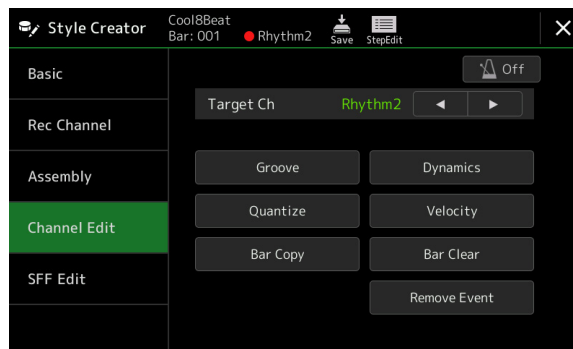 Style Creator
Cool8Beat
Bar: 001 Rhythm2
Save
StepEdit
Basic
Off
Target Ch Rhythm2
Rec Channel
Groove Dynamics
Assembly
Quantize Velocity
Channel Edit
Bar Copy Bar Clear
SFF Edit
Remove Event